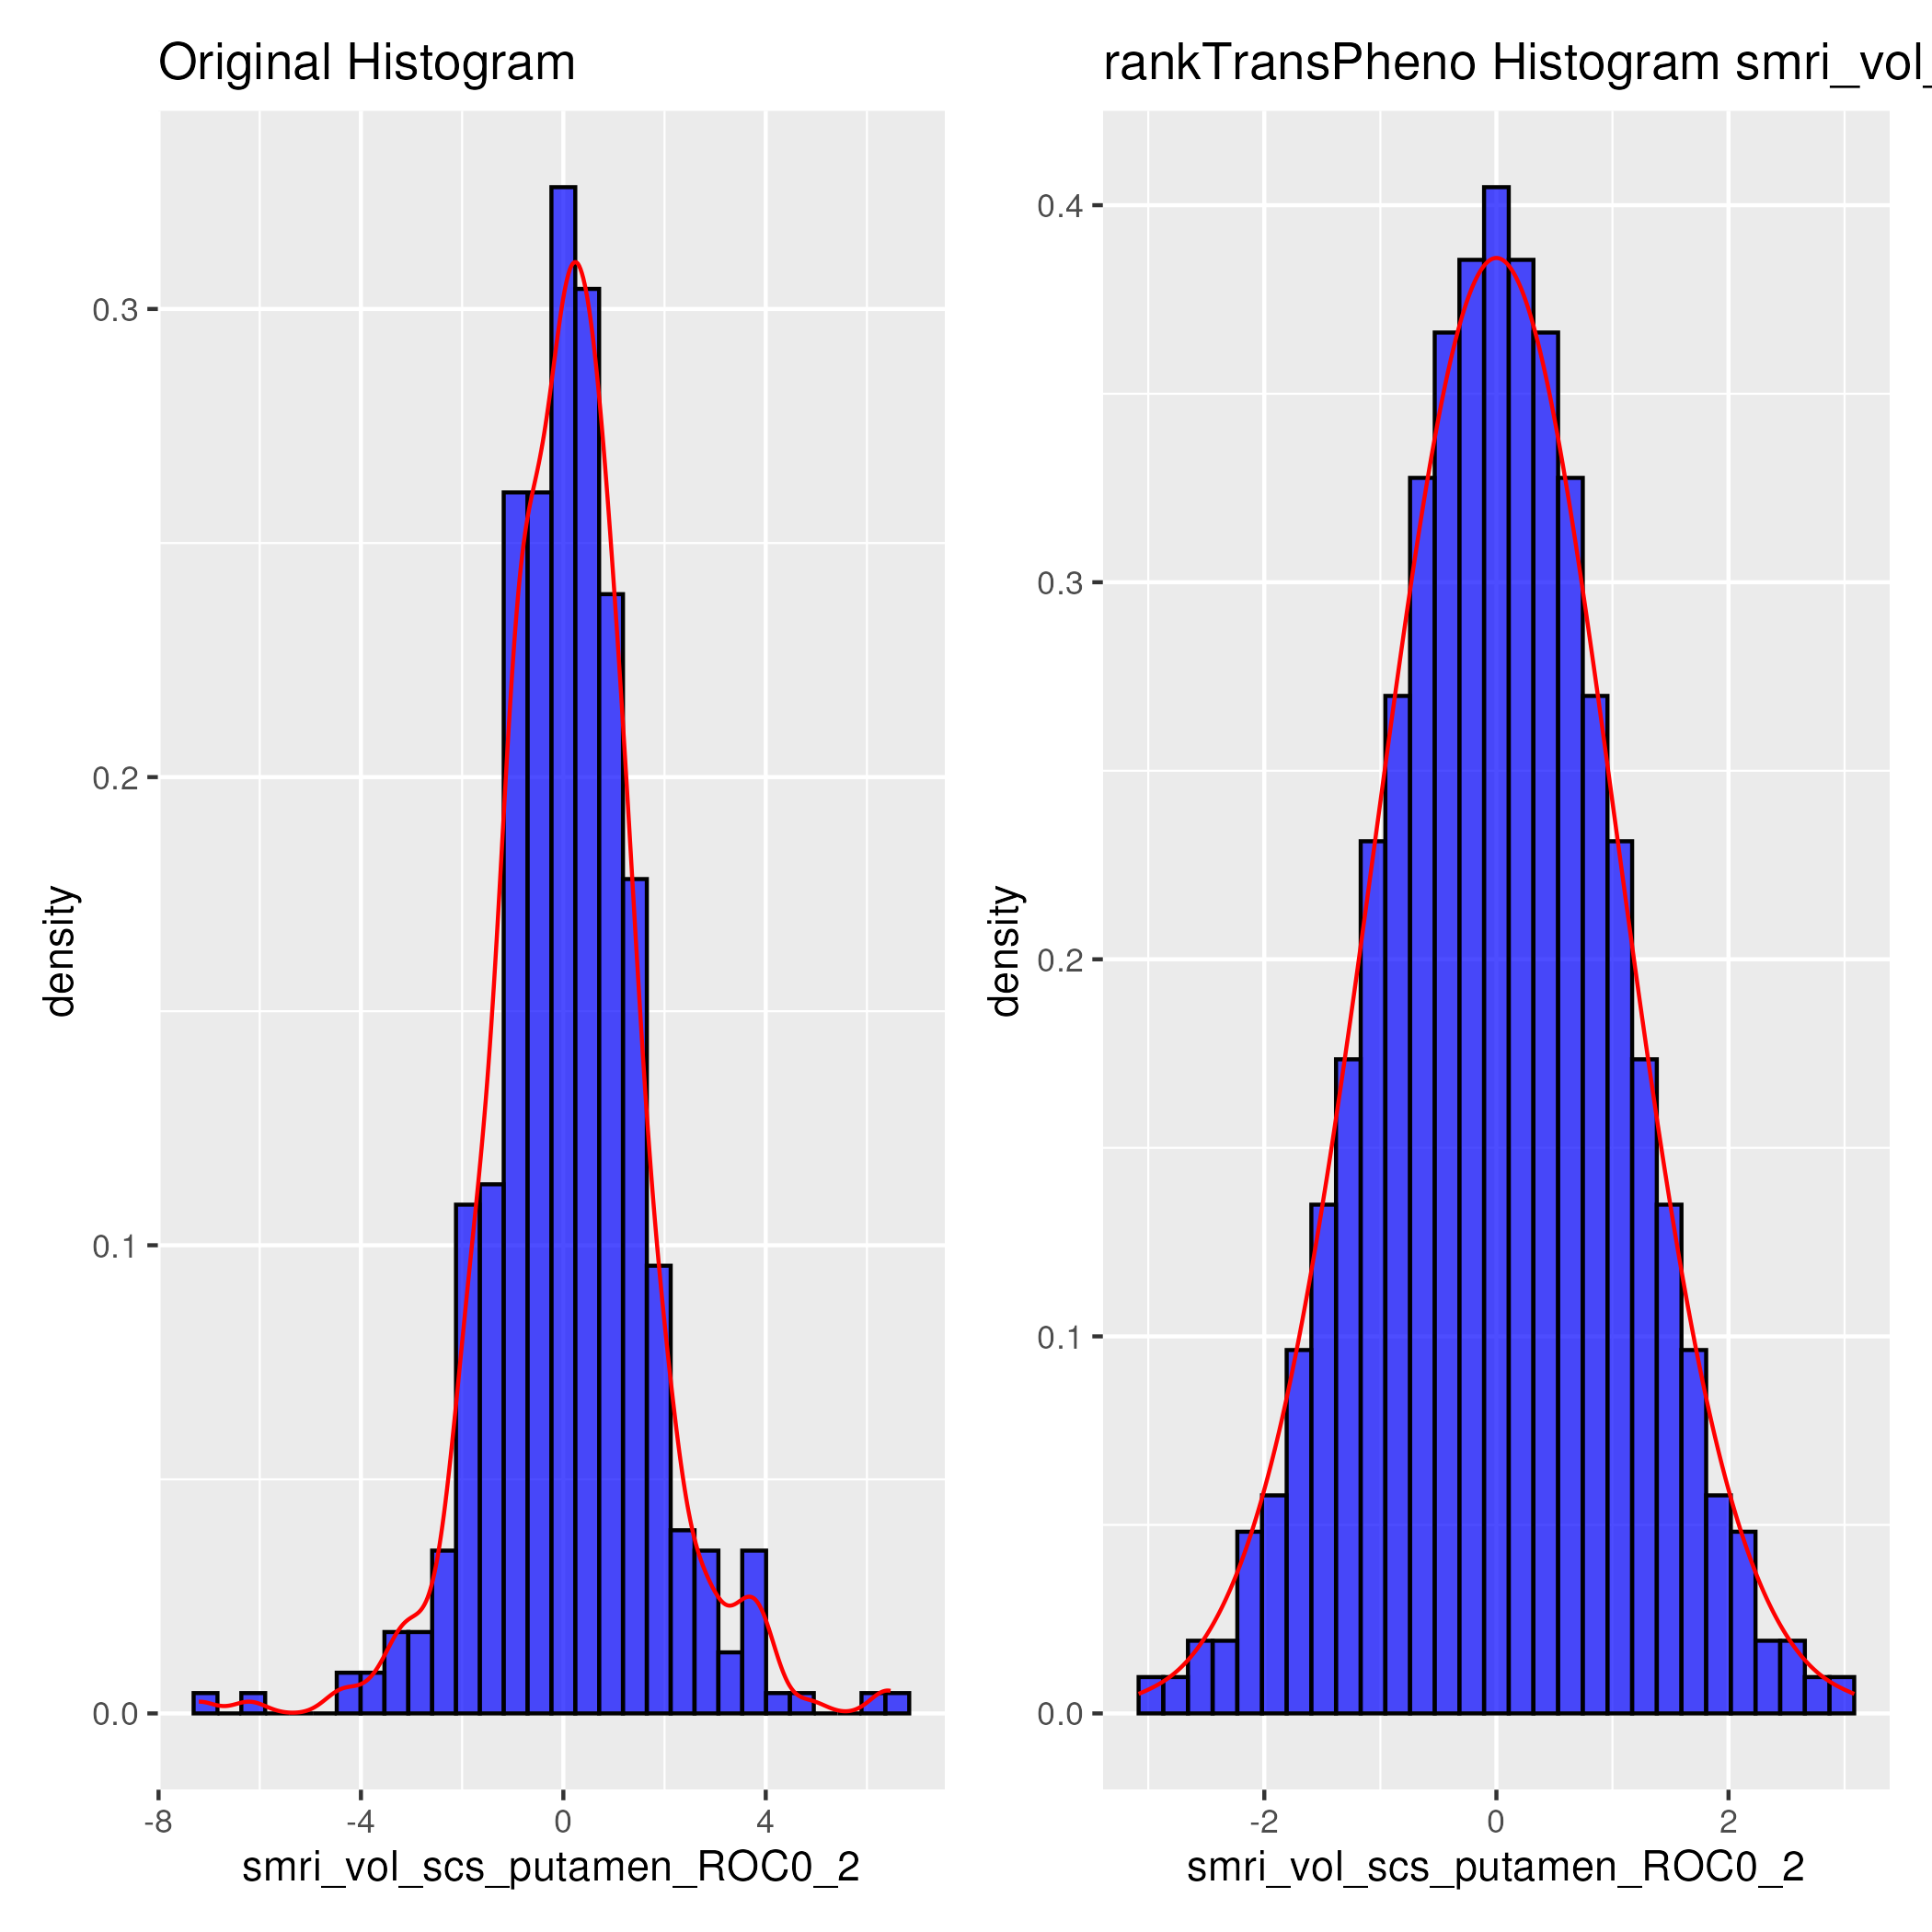 Original Histogram
density
0.3
0.2
0.1
0.0
-8
-4
0
4
smri_vol_scs_putamen_ROC0_2
rankTransPheno Histogram smri_vol_
density
0.4
0.3
0.2
0.1
0.0
-2
0
2
smri_vol_scs_putamen_ROC0_2